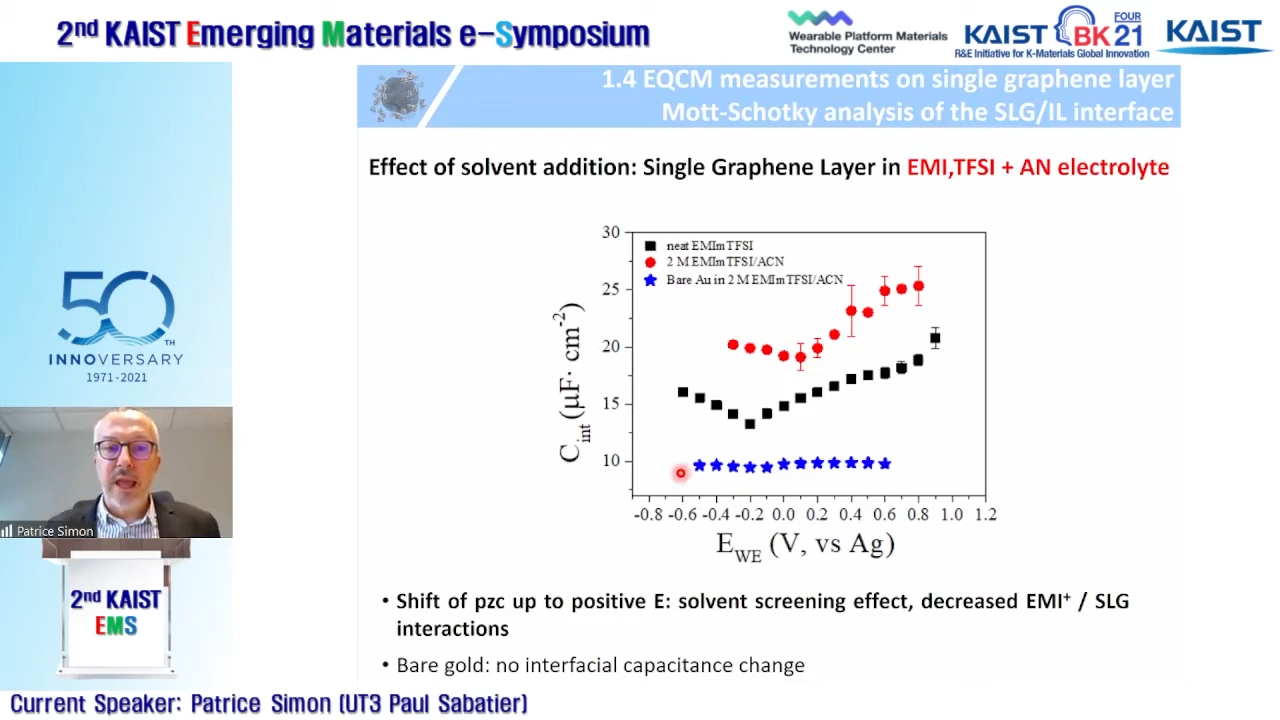 2nd KAIST Emerging Materials e-Symposium
Wearable Platform Materials
Technology Center
KAIST BK21 FOUR
R&E Initiative for K-Materials Global Innovation
KAIST
1.4 EQCM measurements on single graphene layer
Mott-Schotky analysis of the SLG/IL interface
Effect of solvent addition: Single Graphene Layer in EMI,TFSI + AN electrolyte
neat EMImTFSI
2 M EMImTFSI/ACN
Bare Au in 2 M EMImTFSI/ACN
30
25
20
15
10
C int (μF· cm-2)
-0.8 -0.6 -0.4 -0.2 0.0 0.2 0.4 0.6 0.8 1.0 1.2
E WE (V, vs Ag)
• Shift of pzc up to positive E: solvent screening effect, decreased EMI+ / SLG
interactions
• Bare gold: no interfacial capacitance change
50TH
INNOVERSARY
1971-2021
Patrice Simon
2nd KAIST
EMS
Current Speaker: Patrice Simon (UT3 Paul Sabatier)